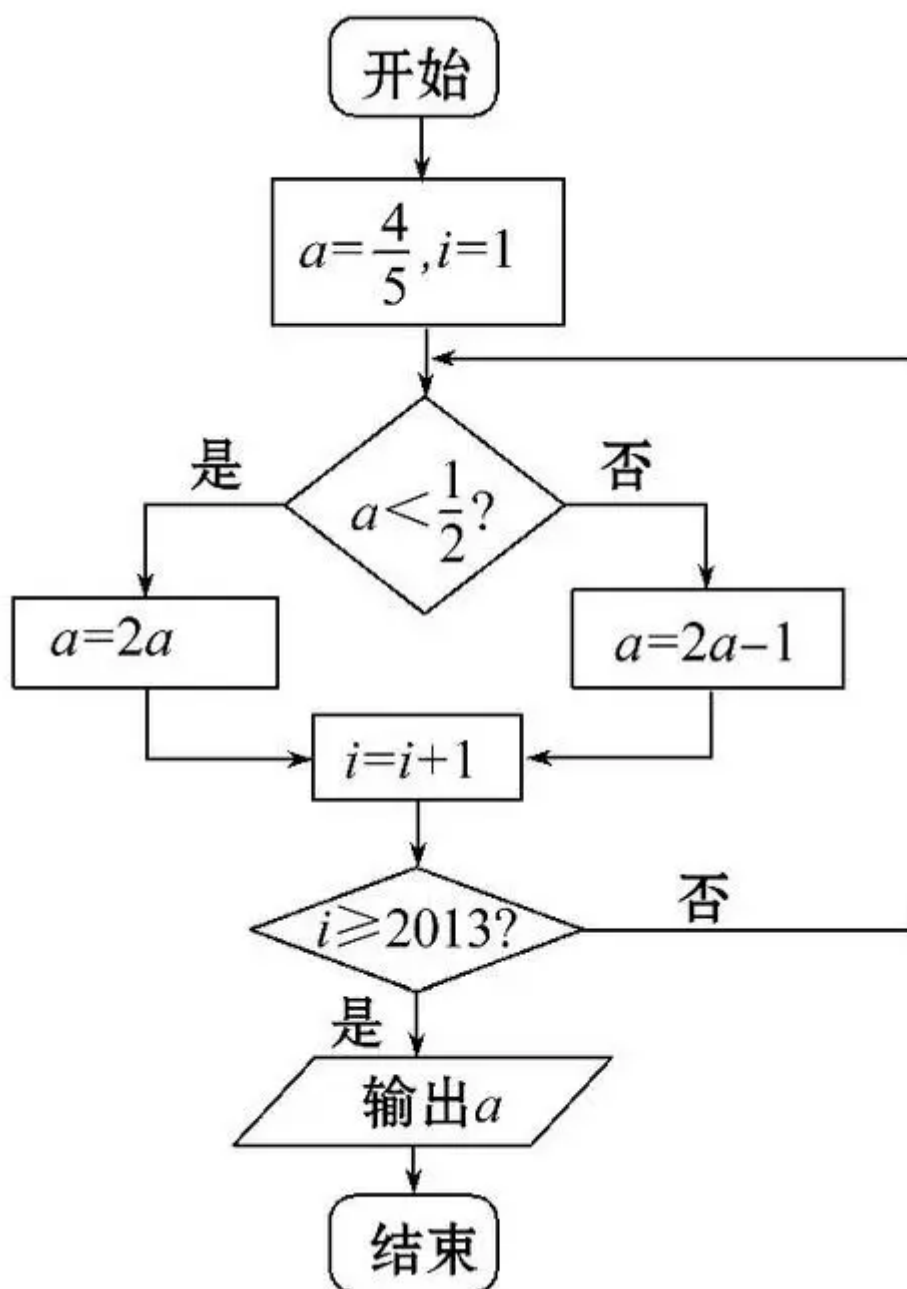 开始
a=4/5,i=1
是
否
a<1/2?
a=2a
a=2a-1
i=i+1
i≥2013?
否
是
输出a
结束